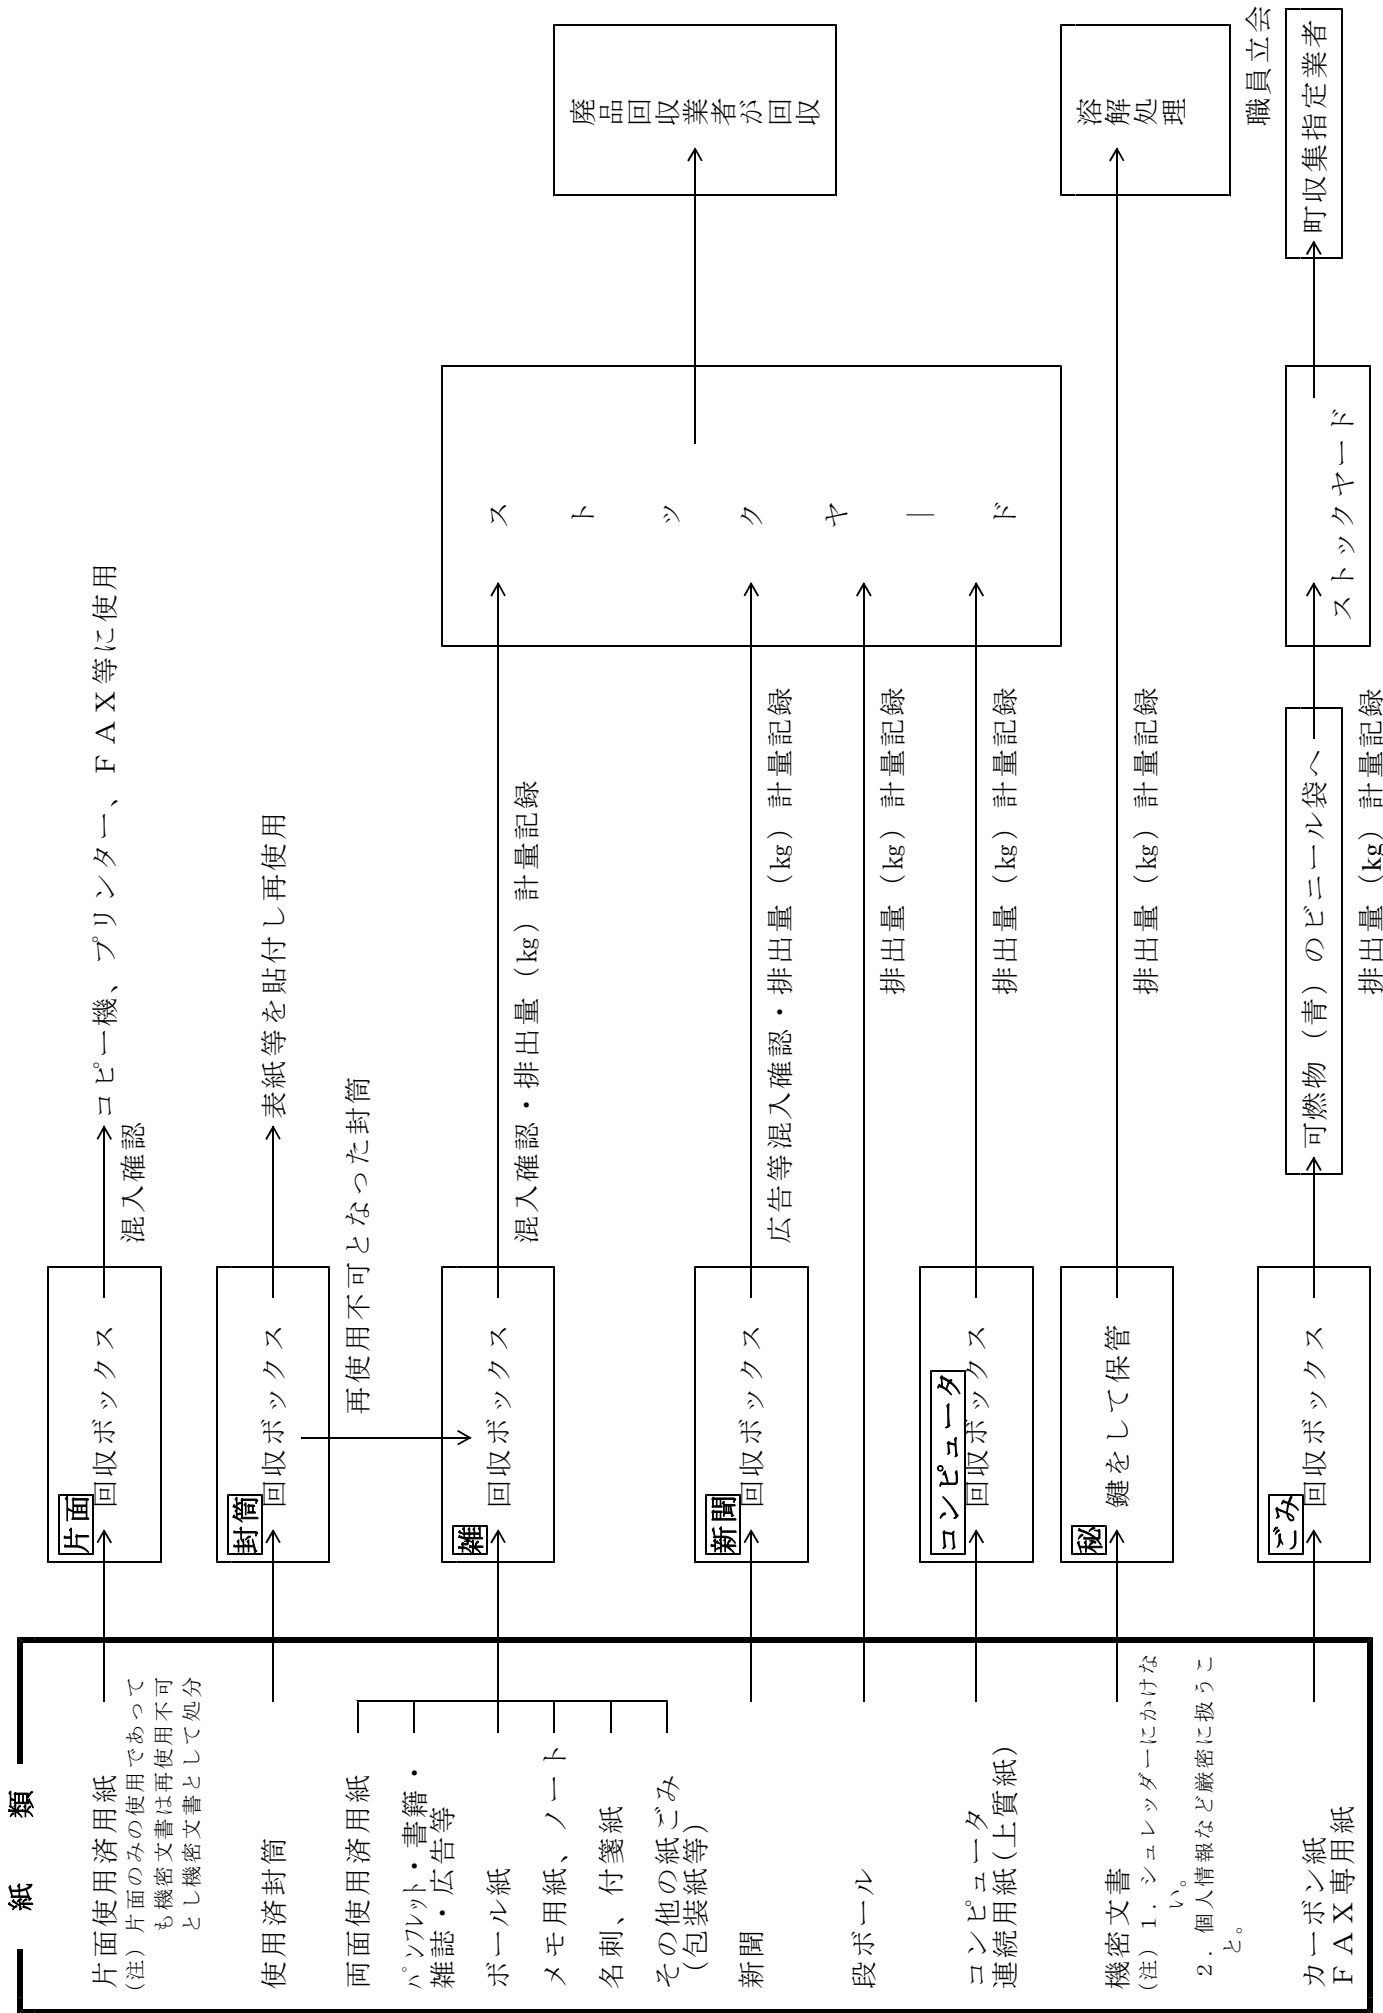 紙　類
片面使用済用紙
(注) 片面のみの使用であって
も機密文書は再使用不可
とし機密文書として処分
片面
回収ボックス
混入確認
コピー機、プリンター、ＦＡＸ等に使用
使用済封筒
封筒
回収ボックス
表紙等を貼付し再使用
再使用不可となった封筒
両面使用済用紙
パンフレット・書籍・
雑誌・広告等
ボール紙
メモ用紙、ノート
名刺、付箋紙
その他の紙ごみ
(包装紙等)
雑
回収ボックス
混入確認・排出量（kg）計量記録
新聞
新聞
回収ボックス
広告等混入確認・排出量（kg）計量記録
段ボール
排出量（kg）計量記録
コンピュータ
連続用紙(上質紙)
コンピュータ
回収ボックス
排出量（kg）計量記録
ストックヤード
廃品回収業者が回収
機密文書
(注) 1．シュレッダーにかけな
い。
2．個人情報など厳密に扱うこ
と。
秘
鍵をして保管
排出量（kg）計量記録
溶解処理
職員立会
カーボン紙
ＦＡＸ専用紙
ごみ
回収ボックス
可燃物（青）のビニール袋へ
排出量（kg）計量記録
ストックヤード
町収集指定業者